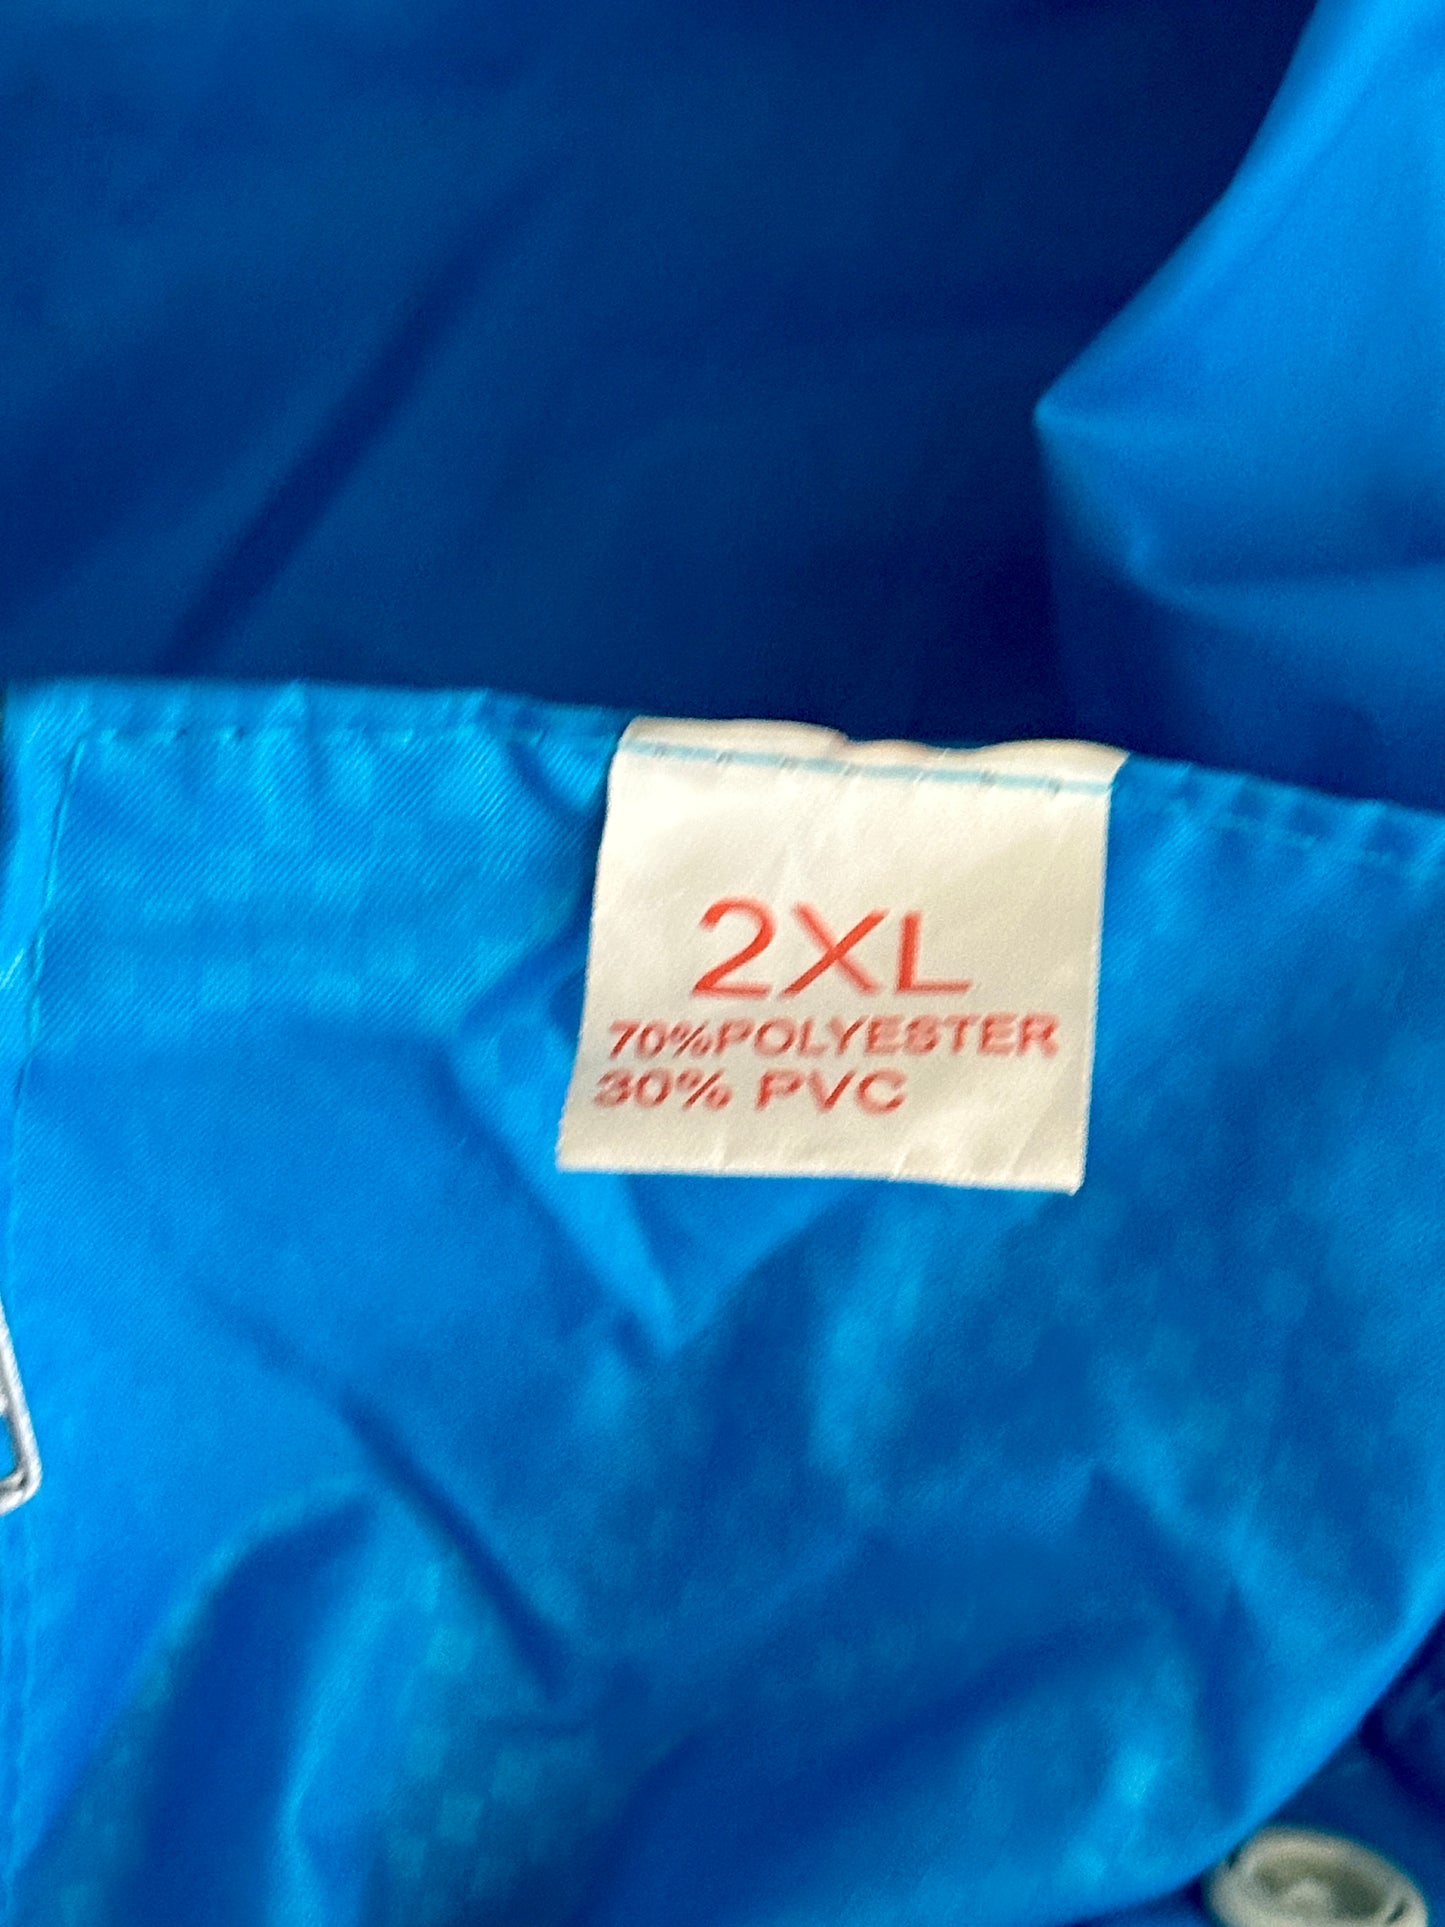 2XL
70%POLYESTER
30% PVC